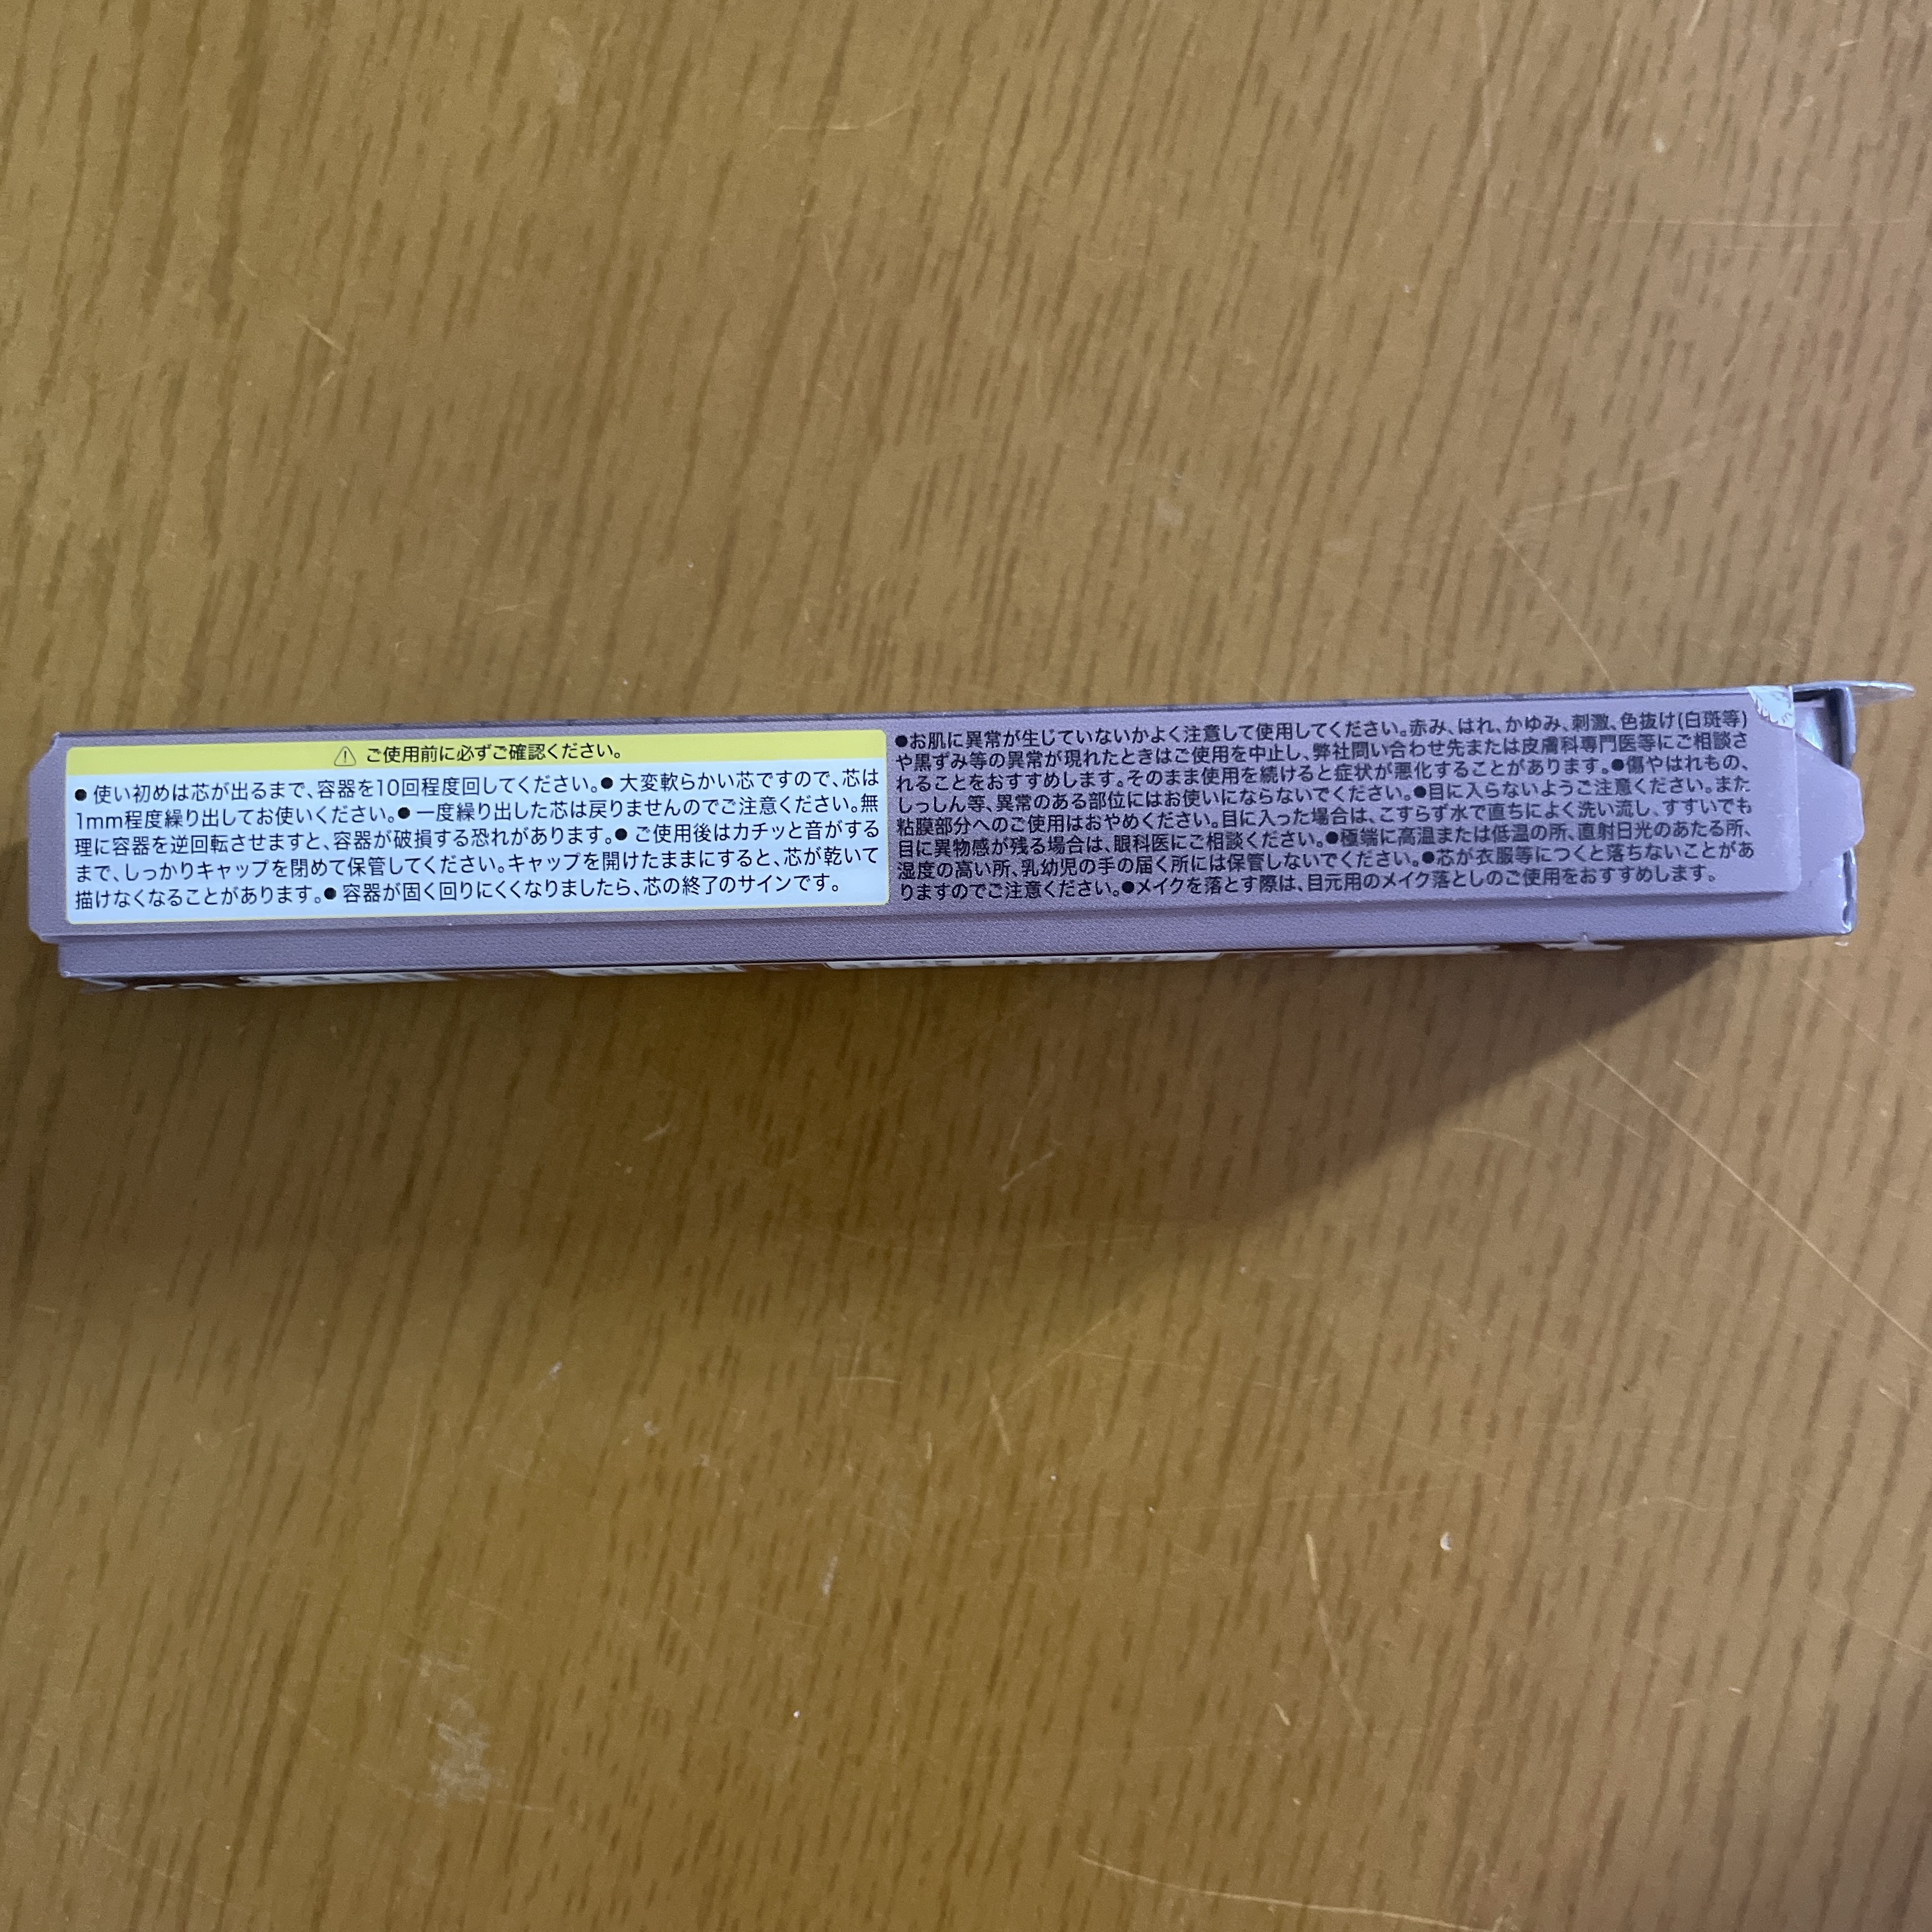 ⚠ ご使用前に必ずご確認ください。
● 使い初めは芯が出るまで、容器を10回程度回してください。● 大変軟らかい芯ですので、芯は
1mm程度繰り出してお使いください。● 一度繰り出した芯は戻りませんのでご注意ください。無
理に容器を逆回転させますと、容器が破損する恐れがあります。● ご使用後はカチッと音がする
まで、しっかりキャップを閉めて保管してください。キャップを開けたままにすると、芯が乾いて
描けなくなることがあります。● 容器が固く回りにくくなりましたら、芯の終了のサインです。
●お肌に異常が生じていないかよく注意して使用してください。赤み、はれ、かゆみ、刺激、色抜け(白斑等)
や黒ずみ等の異常が現れたときはご使用を中止し、弊社問い合わせ先または皮膚科専門医等にご相談さ
れることをおすすめします。そのまま使用を続けると症状が悪化することがあります。●傷やはれもの、
しっしん等、異常のある部位にはお使いにならないでください。●目に入らないようご注意ください。また
粘膜部分へのご使用はおやめください。目に入った場合は、こすらず水で直ちによく洗い流し、すすいでも
目に異物感が残る場合は、眼科医にご相談ください。●極端に高温または低温の所、直射日光のあたる所、
湿度の高い所、乳幼児の手の届く所には保管しないでください。●芯が衣服等につくと落ちないことがあ
りますのでご注意ください。●メイクを落とす際は、目元用のメイク落としのご使用をおすすめします。